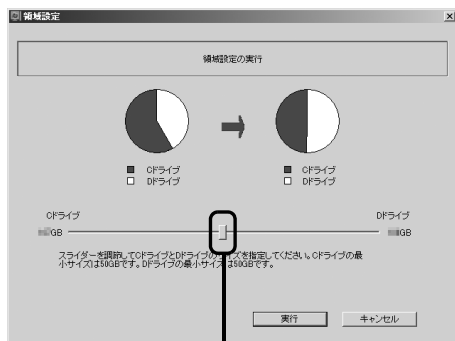 領域設定
領域設定の実行
Cドライブ
Dドライブ
Cドライブ
Dドライブ
Cドライブ
Dドライブ
GB
GB
スライダーを調節してCドライブとDドライブのサイズを指定してください。Cドライブの最
小サイズは50GBです。Dドライブの最小サイズは50GBです。
実行
キャンセル